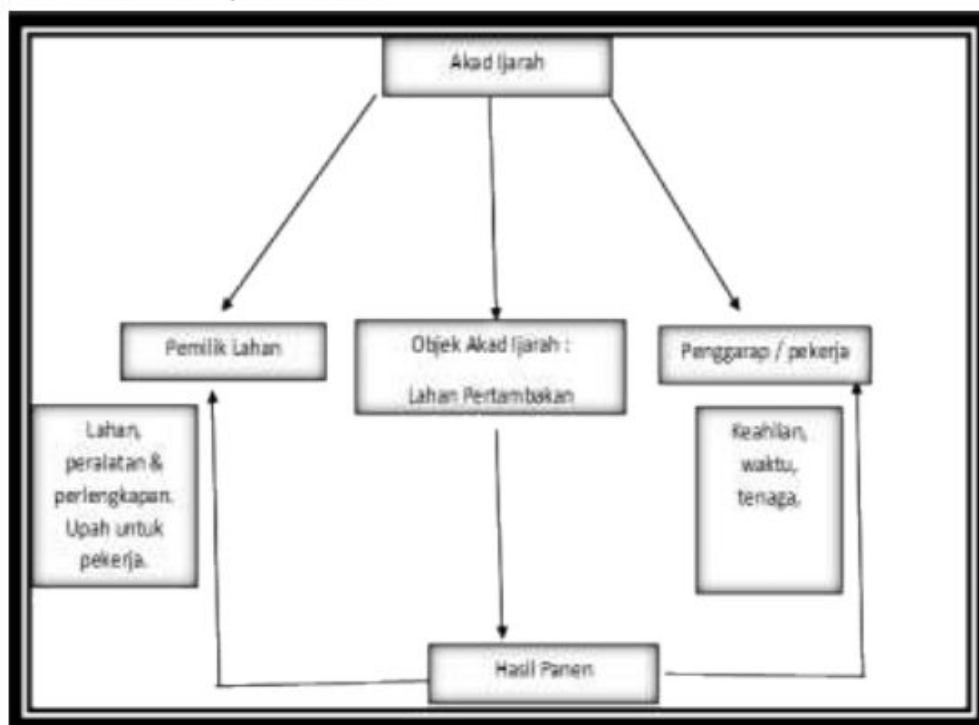 Akad Ijarah
Pemilik Lahan
Objek Akad Ijarah :
Lahan Pertambakan
Penggarap / pekerja
Lahan,
peralatan &
perlengkapan.
Upah untuk
pekerja.
Keahilan,
waktu,
tenaga,
Hasil Panen